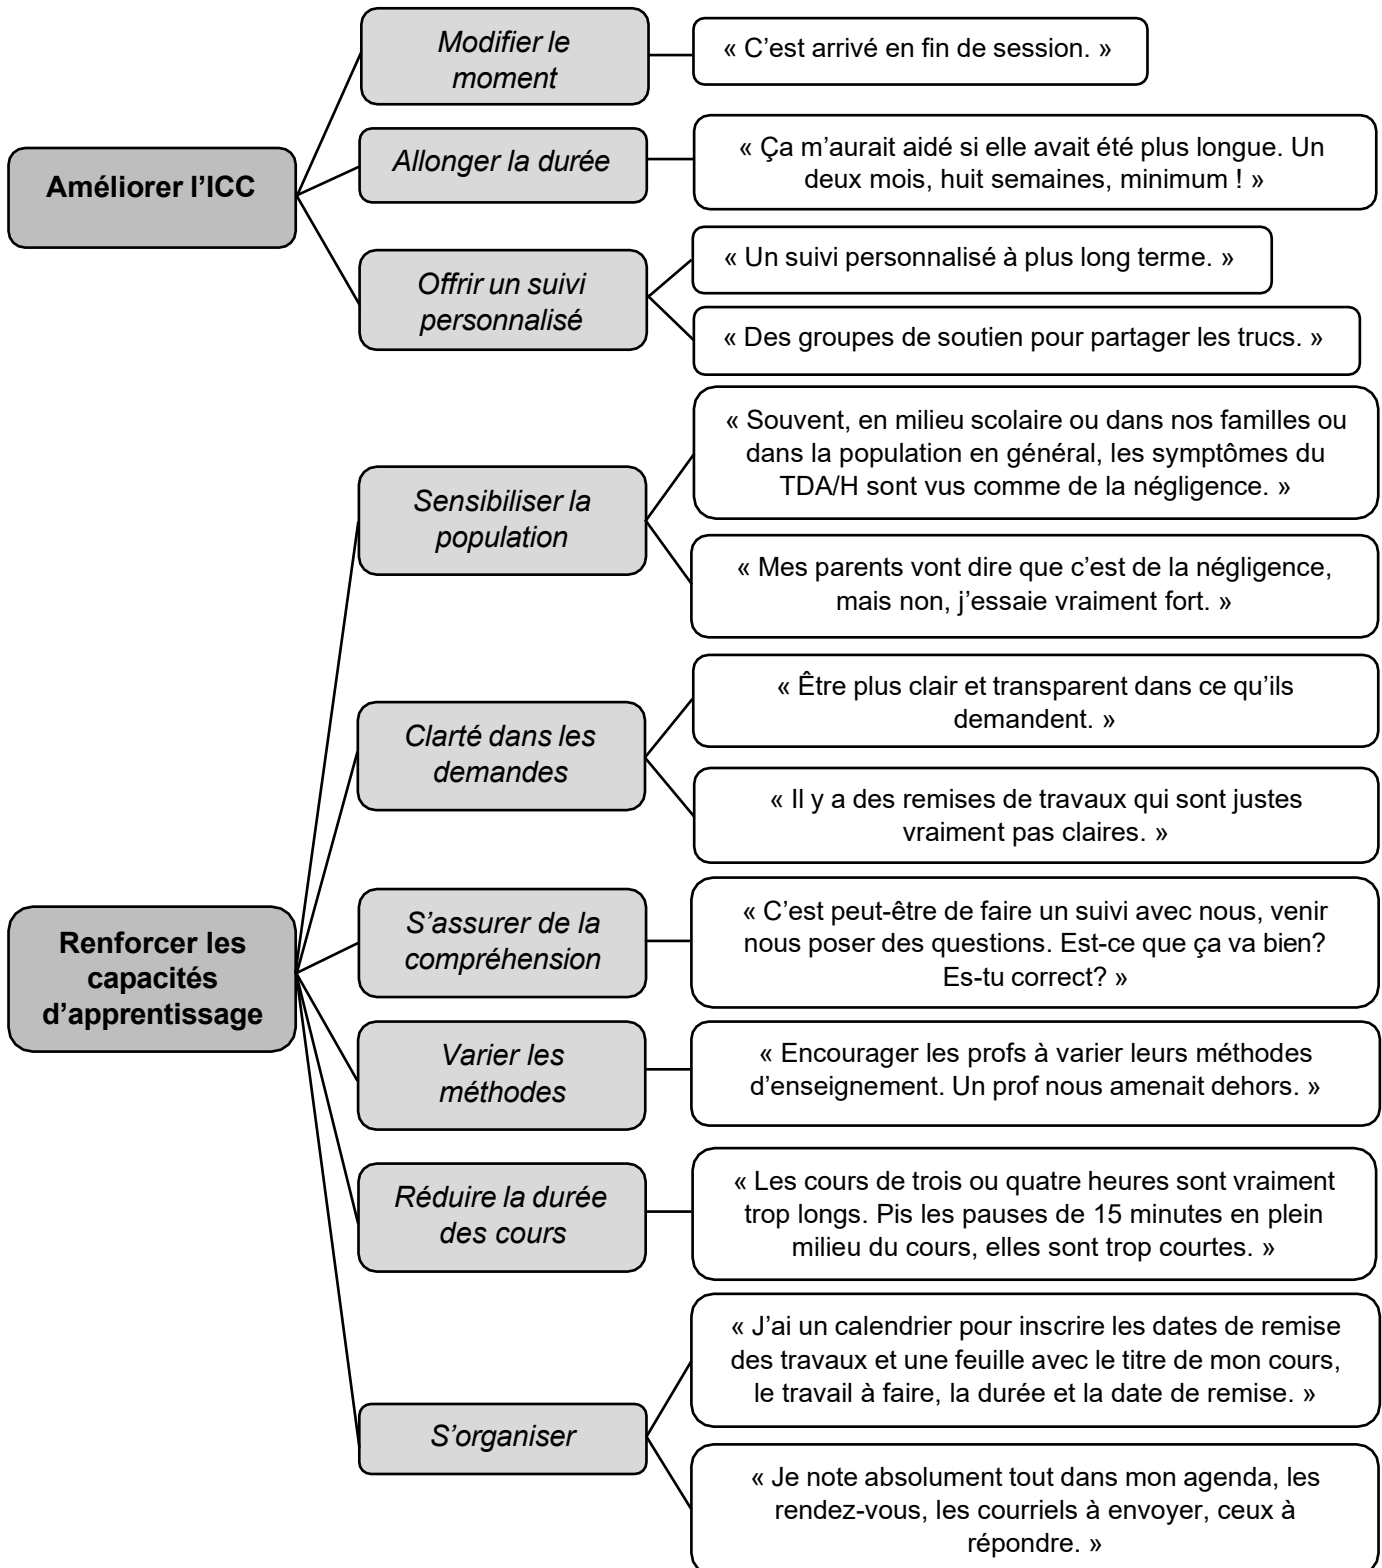 Améliorer l’ICC
Modifier le
moment
« C’est arrivé en fin de session. »
Allonger la durée
« Ça m’aurait aidé si elle avait été plus longue. Un
deux mois, huit semaines, minimum ! »
Offrir un suivi
personnalisé
« Un suivi personnalisé à plus long terme. »
« Des groupes de soutien pour partager les trucs. »
Renforcer les
capacités
d’apprentissage
Sensibiliser la
population
« Souvent, en milieu scolaire ou dans nos familles ou
dans la population en général, les symptômes du
TDA/H sont vus comme de la négligence. »
« Mes parents vont dire que c’est de la négligence,
mais non, j’essaie vraiment fort. »
Clarté dans les
demandes
« Être plus clair et transparent dans ce qu’ils
demandent. »
« Il y a des remises de travaux qui sont justes
vraiment pas claires. »
S’assurer de la
compréhension
« C’est peut-être de faire un suivi avec nous, venir
nous poser des questions. Est-ce que ça va bien?
Es-tu correct? »
Varier les
méthodes
« Encourager les profs à varier leurs méthodes
d’enseignement. Un prof nous amenait dehors. »
Réduire la durée
des cours
« Les cours de trois ou quatre heures sont vraiment
trop longs. Pis les pauses de 15 minutes en plein
milieu du cours, elles sont trop courtes. »
S’organiser
« J’ai un calendrier pour inscrire les dates de remise
des travaux et une feuille avec le titre de mon cours,
le travail à faire, la durée et la date de remise. »
« Je note absolument tout dans mon agenda, les
rendez-vous, les courriels à envoyer, ceux à
répondre. »